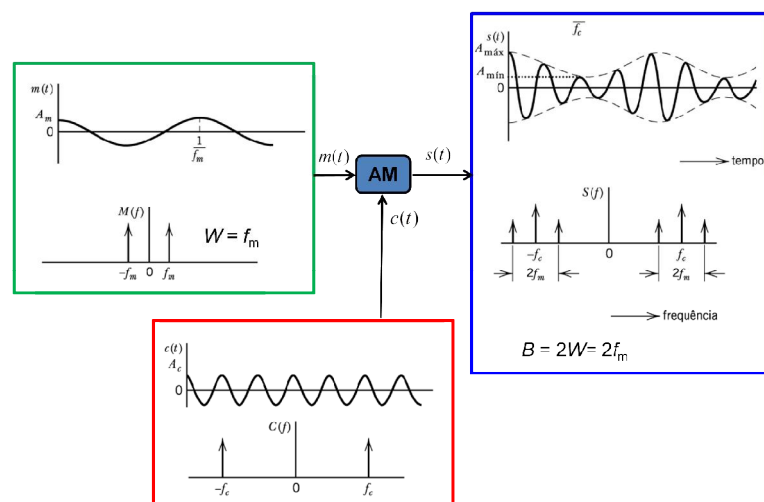 m(t)
A_m
0
1
f_m
M(f)
W = f_m
-f_m 0 f_m
m(t)
AM
s(t)
c(t)
f_c
s(t)
A_máx
A_mín
0
tempo
S(f)
-f_c 0 f_c
2f_m 2f_m
frequência
B = 2W= 2f_m
c(t)
A_c
0
C(f)
-f_c 0 f_c